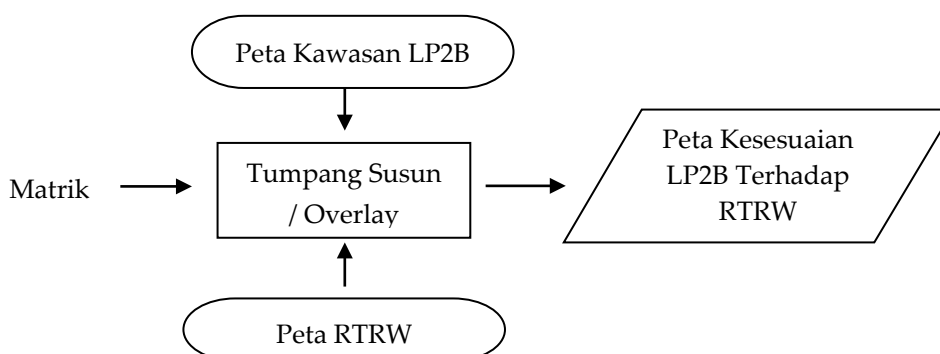 Peta Kawasan LP2B
Matrik
Tumpang Susun
/ Overlay
Peta Kesesuaian
LP2B Terhadap
RTRW
Peta RTRW